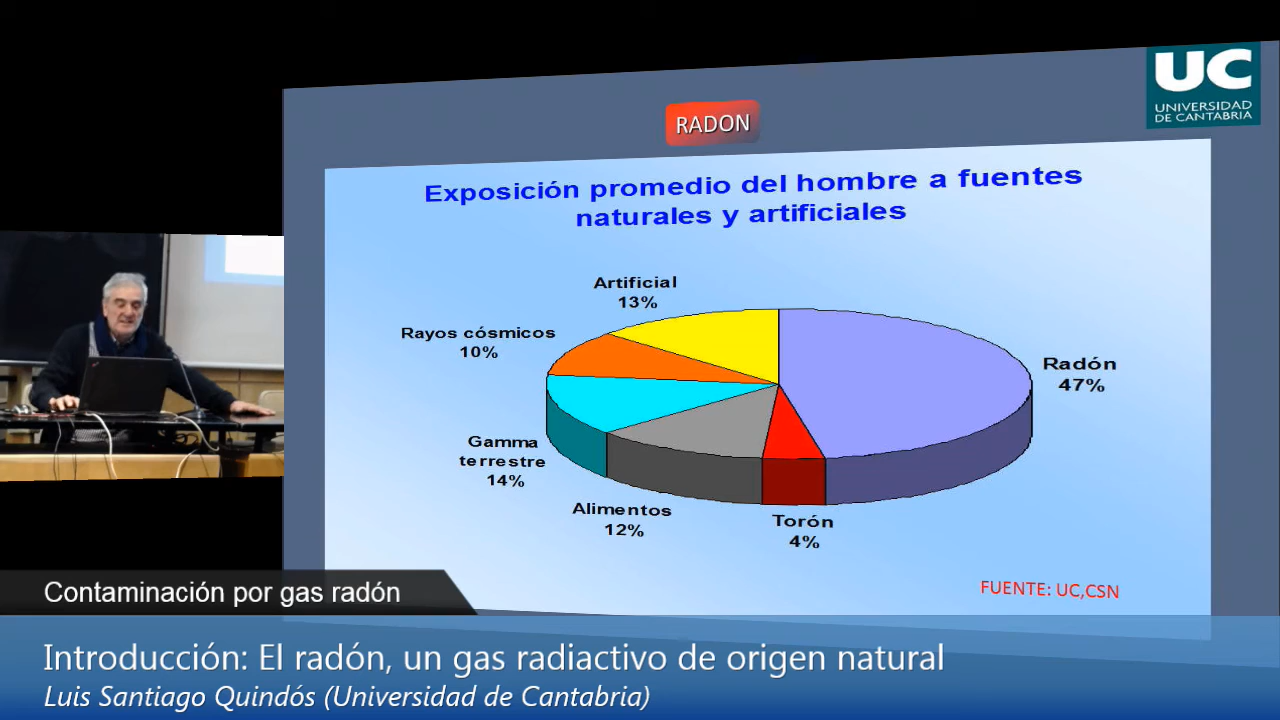 UC
UNIVERSIDAD
DE CANTABRIA
RADON
Exposición promedio del hombre a fuentes
naturales y artificiales
Artificial
13%
Rayos cósmicos
10%
Radón
47%
Gamma
terrestre
14%
Alimentos
12%
Torón
4%
FUENTE: UC,CSN
Contaminación por gas radón
Introducción: El radón, un gas radiactivo de origen natural
Luis Santiago Quindós (Universidad de Cantabria)